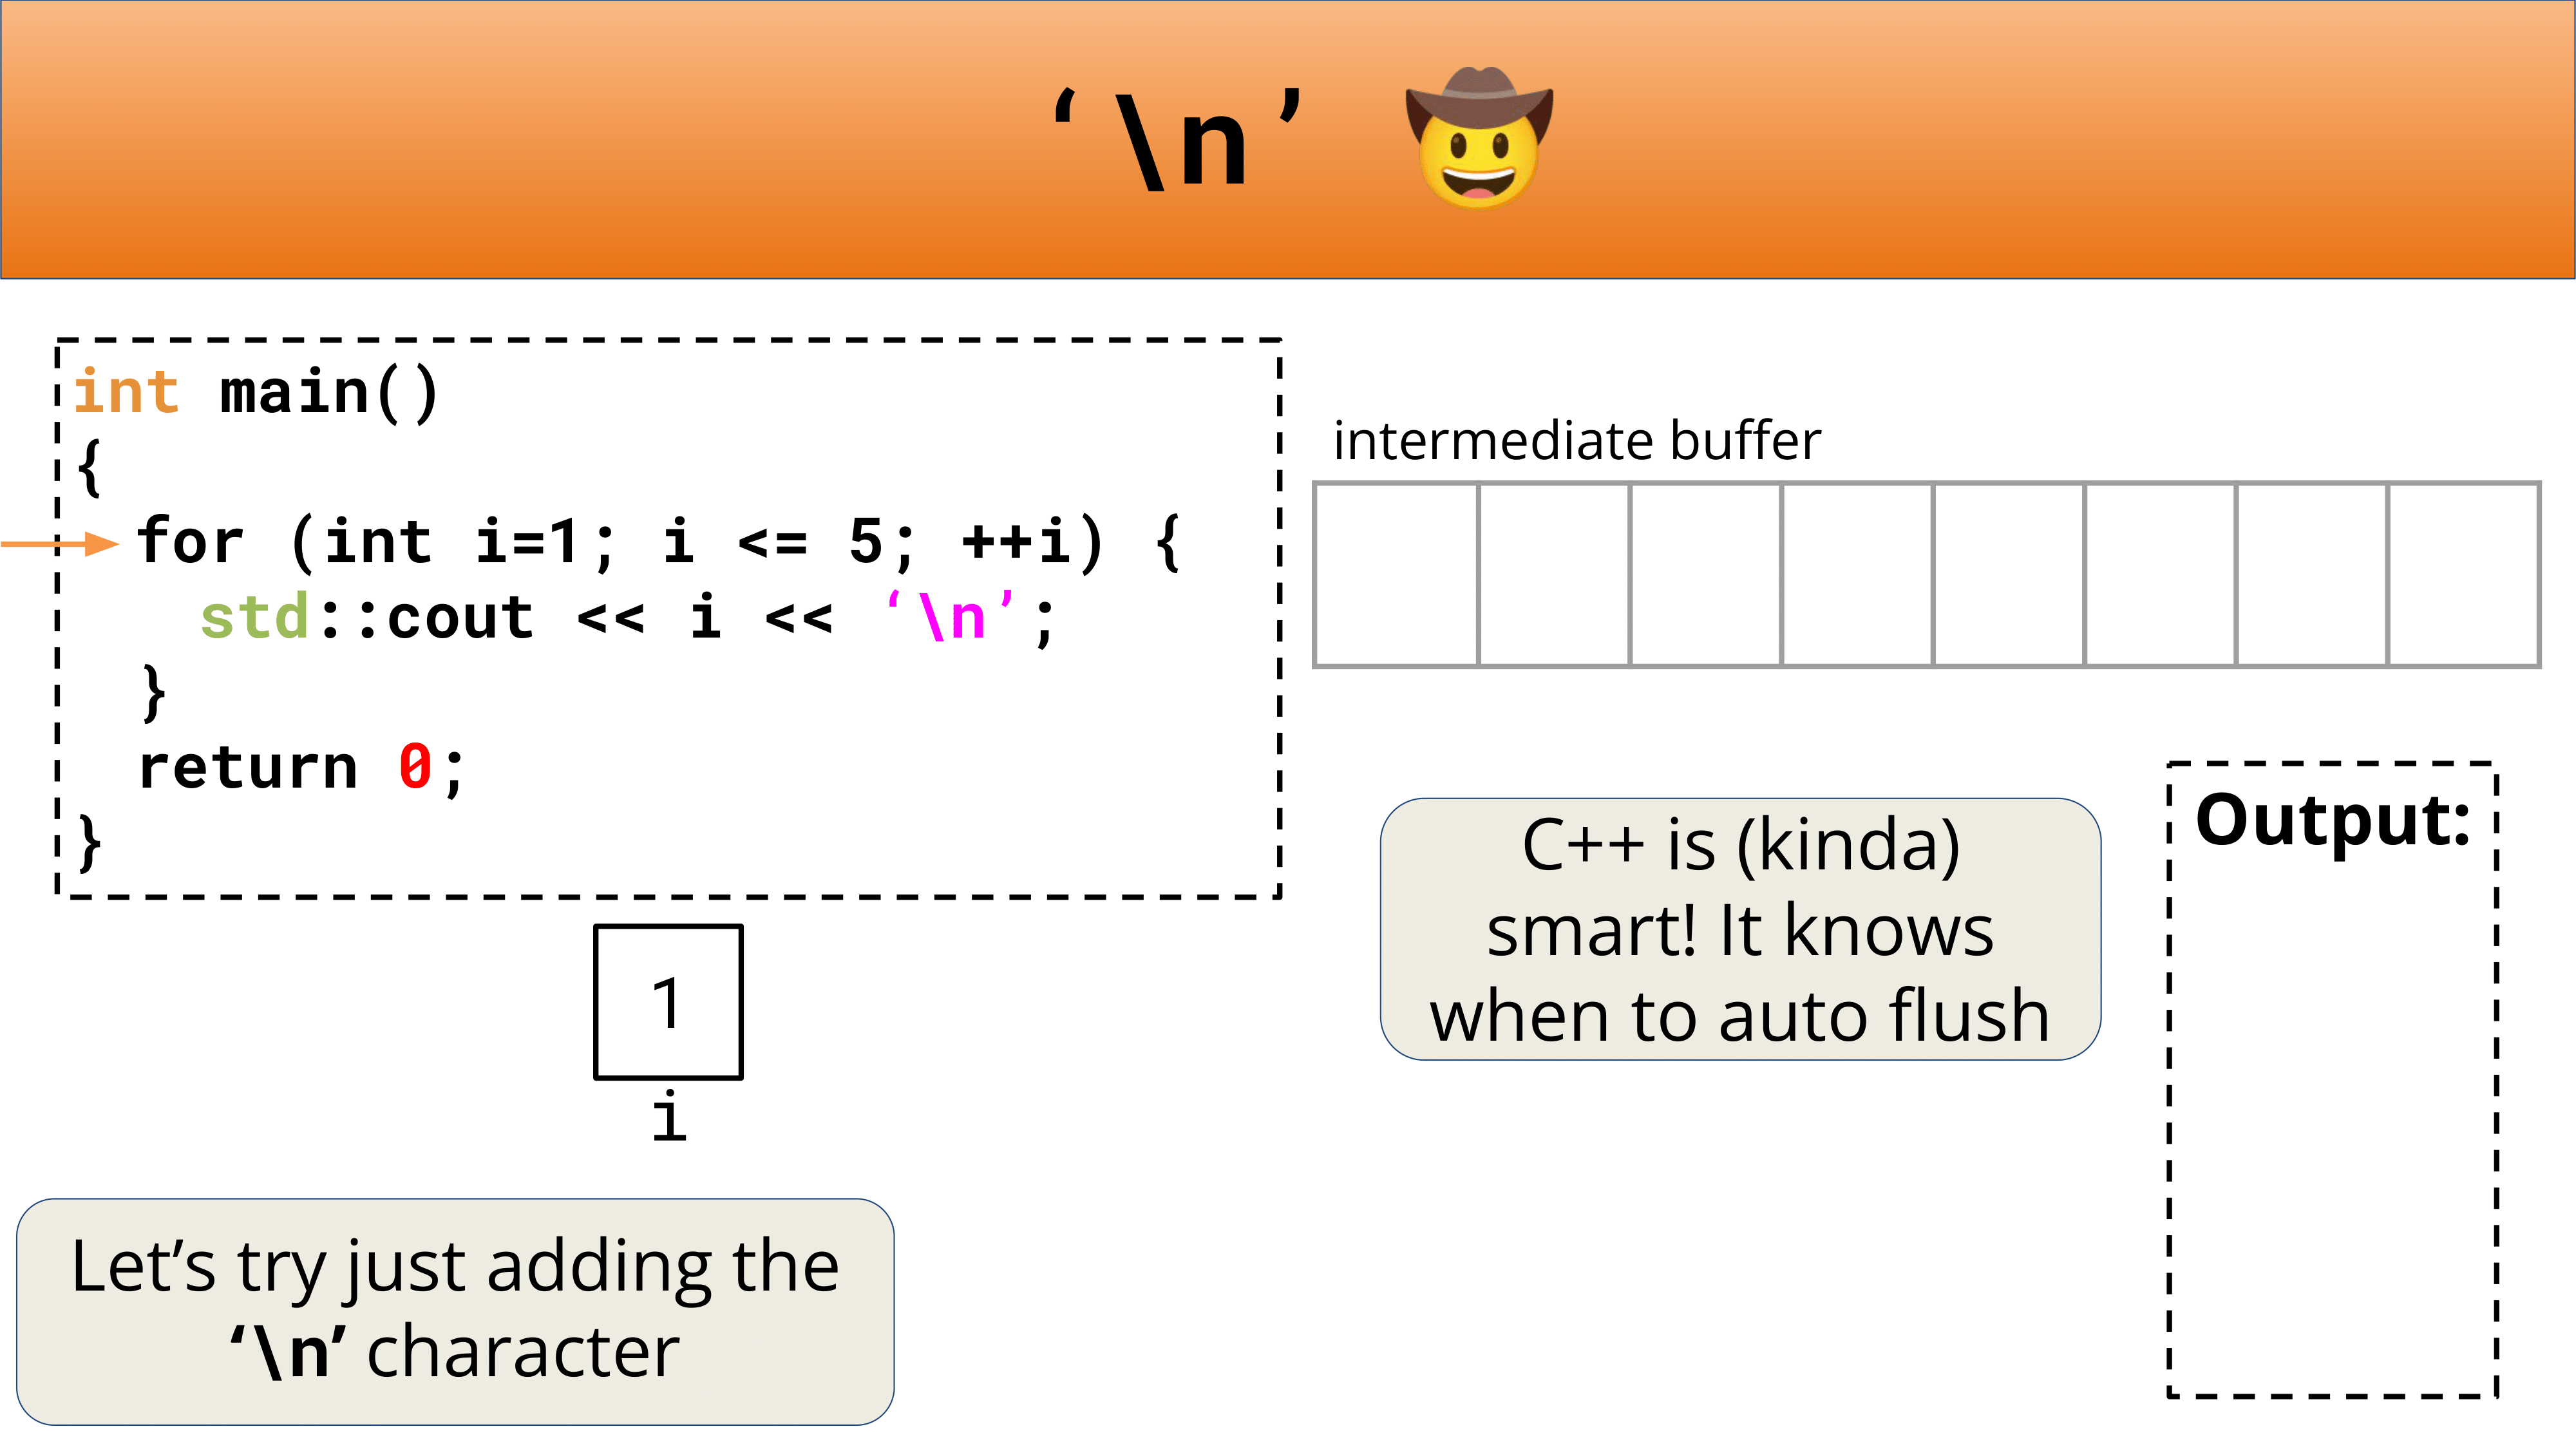 ‘\n’ 🤠
int main()
{
for (int i=1; i <= 5; ++i) {
std::cout << i << ‘\n’;
}
return 0;
}
intermediate buffer
C++ is (kinda)
smart! It knows
when to auto flush
Output:
1
i
Let’s try just adding the
‘\n’ character